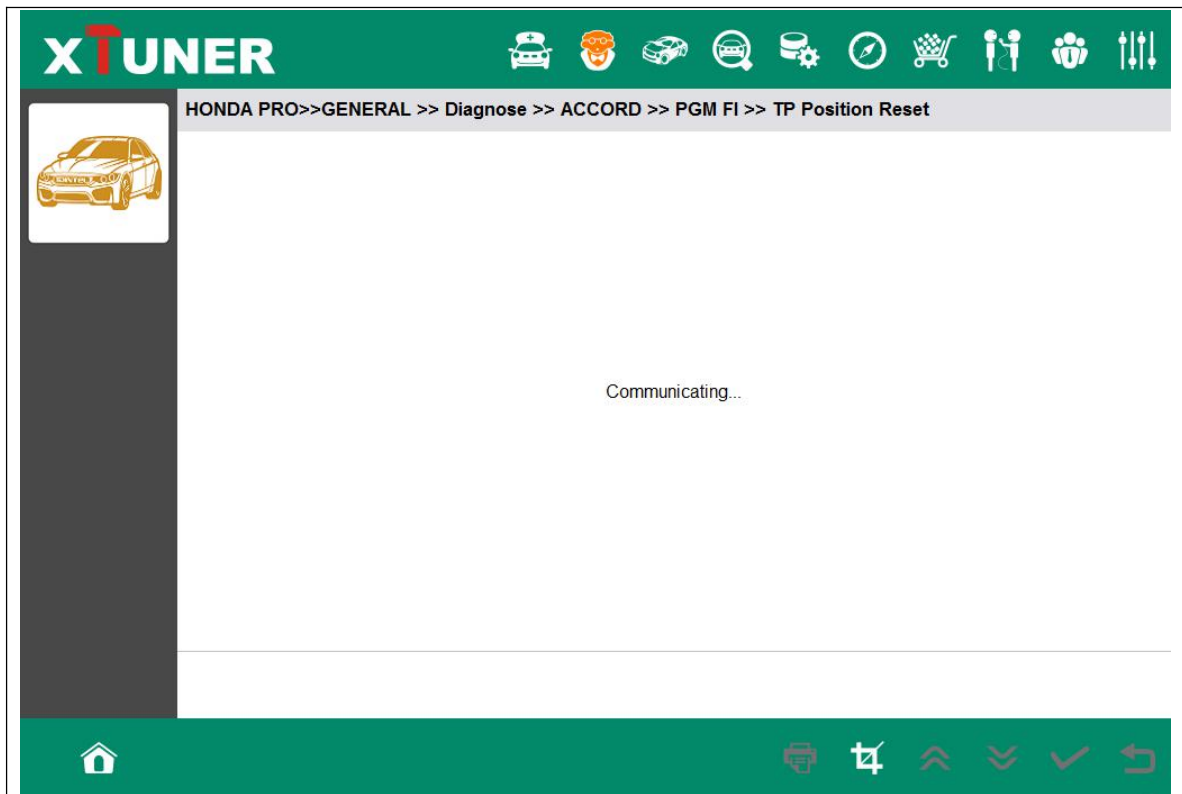 XTUNER
HONDA PRO>>GENERAL >> Diagnose >> ACCORD >> PGM FI >> TP Position Reset
Communicating...